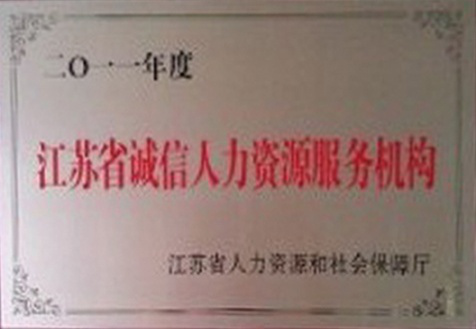 二〇一一年度
江苏省诚信人力资源服务机构
江苏省人力资源和社会保障厅